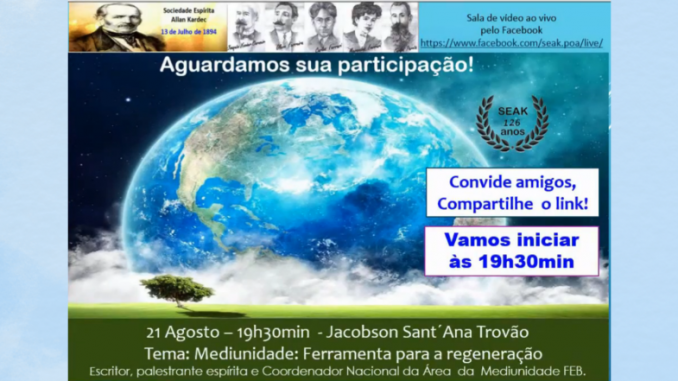 Sociedade Espírita
Allan Kardec
13 de Julho de 1894
Sala de video ao vivo
pelo Facebook
https://www.facebook.com/seak.poa/live/
Aguardamos sua participação!
SEAK
126
anos
Convide amigos,
Compartilhe o link!
Vamos iniciar
às 19h30min
21 Agosto – 19h30min - Jacobson Sant´Ana Trovão
Tema: Mediunidade: Ferramenta para a regeneração
Escritor, palestrante espírita e Coordenador Nacional da Área da Mediunidade FEB.